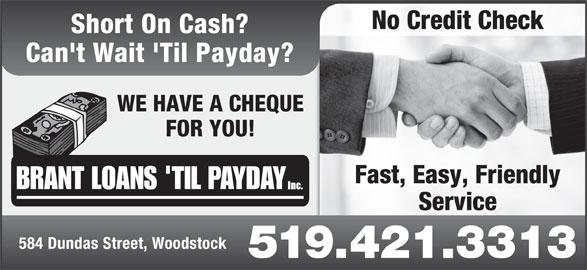 Short On Cash?
Can't Wait 'Til Payday?
No Credit Check
WE HAVE A CHEQUE
FOR YOU!
BRANT LOANS 'TIL PAYDAY Inc.
Fast, Easy, Friendly
Service
584 Dundas Street, Woodstock
519.421.3313